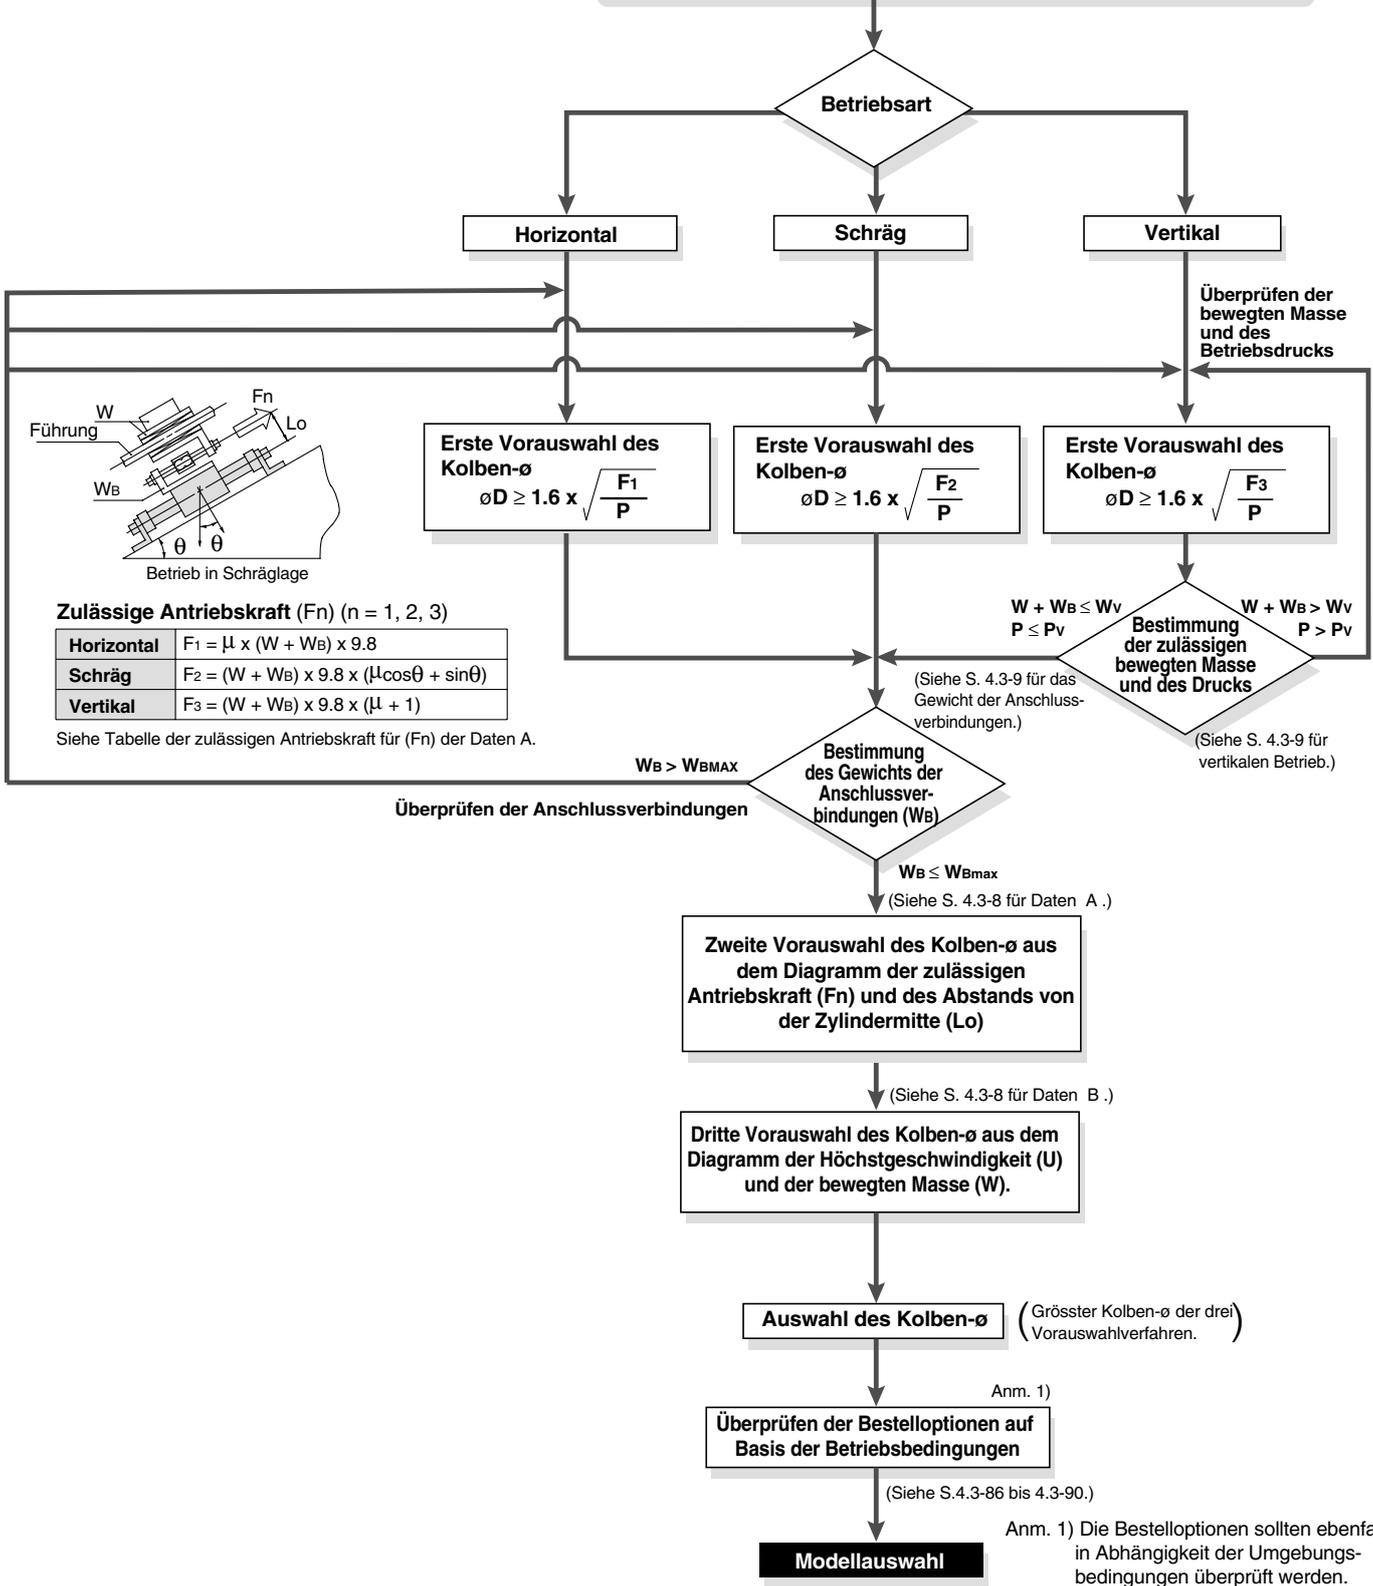 Betriebsart
Horizontal
Schräg
Vertikal
Überprüfen der
bewegten Masse
und des
Betriebsdrucks
Fn
W
Lo
Führung
WB
θ
θ
Betrieb in Schräglage
Erste Vorauswahl des
Kolben-ø
øD ≥ 1.6 x √ F1 / P
Erste Vorauswahl des
Kolben-ø
øD ≥ 1.6 x √ F2 / P
Erste Vorauswahl des
Kolben-ø
øD ≥ 1.6 x √ F3 / P
Zulässige Antriebskraft (Fn) (n = 1, 2, 3)
Horizontal F1 = μ x (W + WB) x 9.8
Schräg F2 = (W + WB) x 9.8 x (μcosθ + sinθ)
Vertikal F3 = (W + WB) x 9.8 x (μ + 1)
Siehe Tabelle der zulässigen Antriebskraft für (Fn) der Daten A.
W + WB ≤ WV
P ≤ PV
W + WB > WV
P > PV
Bestimmung
der zulässigen
bewegten Masse
und des Drucks
(Siehe S. 4.3-9 für das
Gewicht der Anschluss-
verbindungen.)
(Siehe S. 4.3-9 für
vertikalen Betrieb.)
WB > WBMAX
Überprüfen der Anschlussverbindungen
Bestimmung
des Gewichts der
Anschlussver-
bindungen (WB)
WB ≤ WBmax
(Siehe S. 4.3-8 für Daten A .)
Zweite Vorauswahl des Kolben-ø aus
dem Diagramm der zulässigen
Antriebskraft (Fn) und des Abstands von
der Zylindermitte (Lo)
(Siehe S. 4.3-8 für Daten B .)
Dritte Vorauswahl des Kolben-ø aus dem
Diagramm der Höchstgeschwindigkeit (U)
und der bewegten Masse (W).
Auswahl des Kolben-ø
(Grösster Kolben-ø der drei
Vorauswahlverfahren.)
Anm. 1)
Überprüfen der Bestelloptionen auf
Basis der Betriebsbedingungen
(Siehe S.4.3-86 bis 4.3-90.)
Modellauswahl
Anm. 1) Die Bestelloptionen sollten ebenfa
in Abhängigkeit der Umgebungs-
bedingungen überprüft werden.